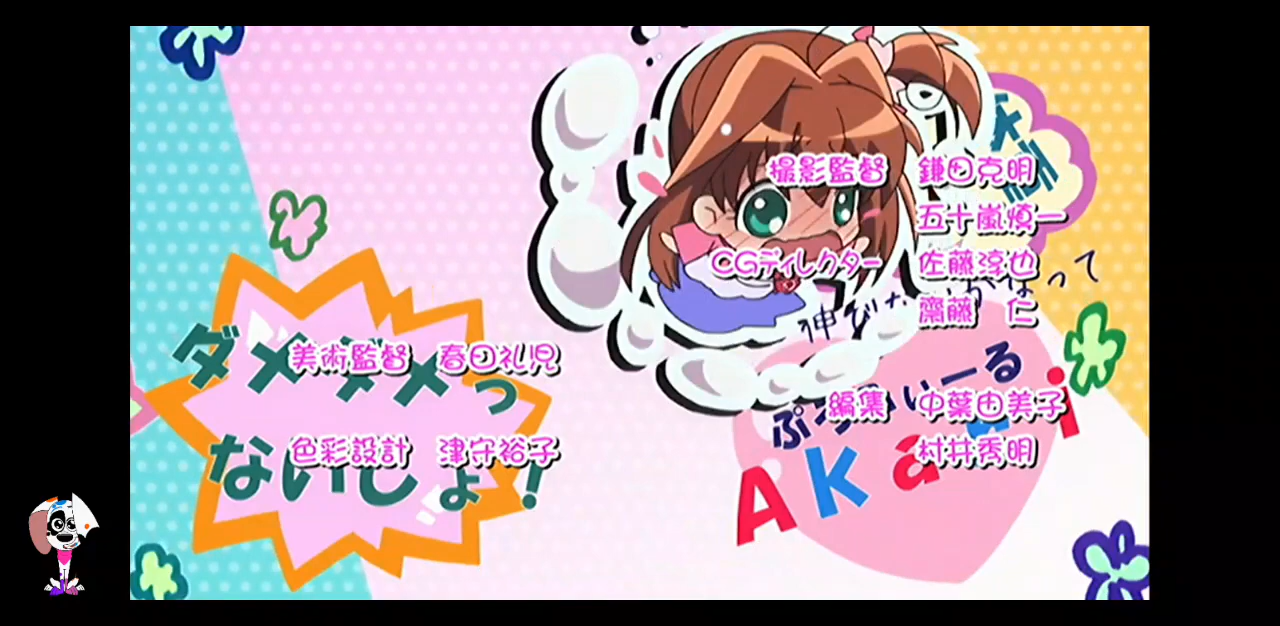 撮影監督 鎌田克明
五十嵐慎一
CGディレクター 佐藤淳也
齋藤 仁
美術監督 春日礼児
色彩設計 津守裕子
編集 中葉由美子
村井秀明
ダメダメっ
ないしょ!
ぷろふぃーる
Akari